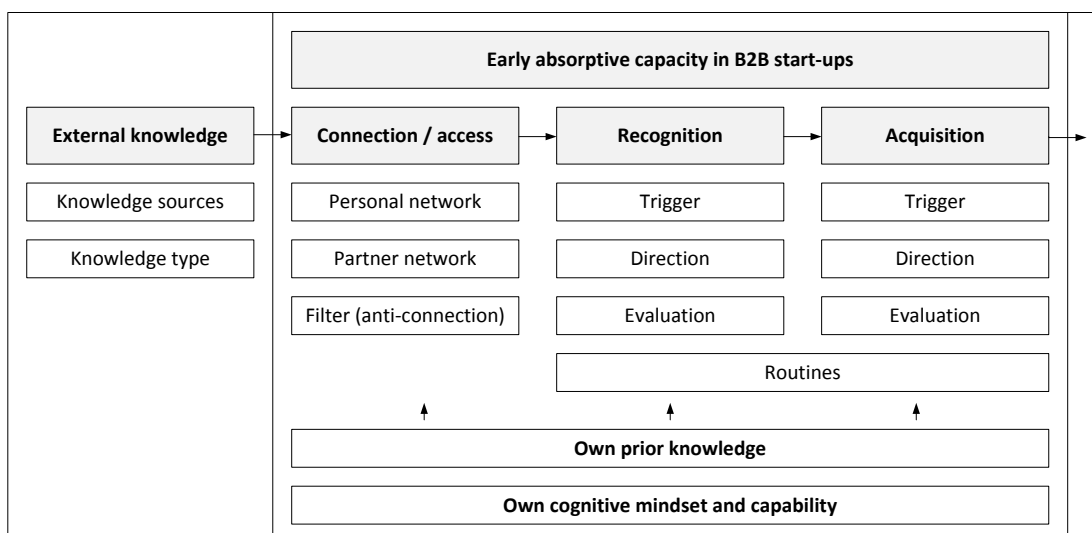 Early absorptive capacity in B2B start-ups
External knowledge
Connection / access
Recognition
Acquisition
Knowledge sources
Personal network
Trigger
Trigger
Knowledge type
Partner network
Direction
Direction
Filter (anti-connection)
Evaluation
Evaluation
Routines
Own prior knowledge
Own cognitive mindset and capability